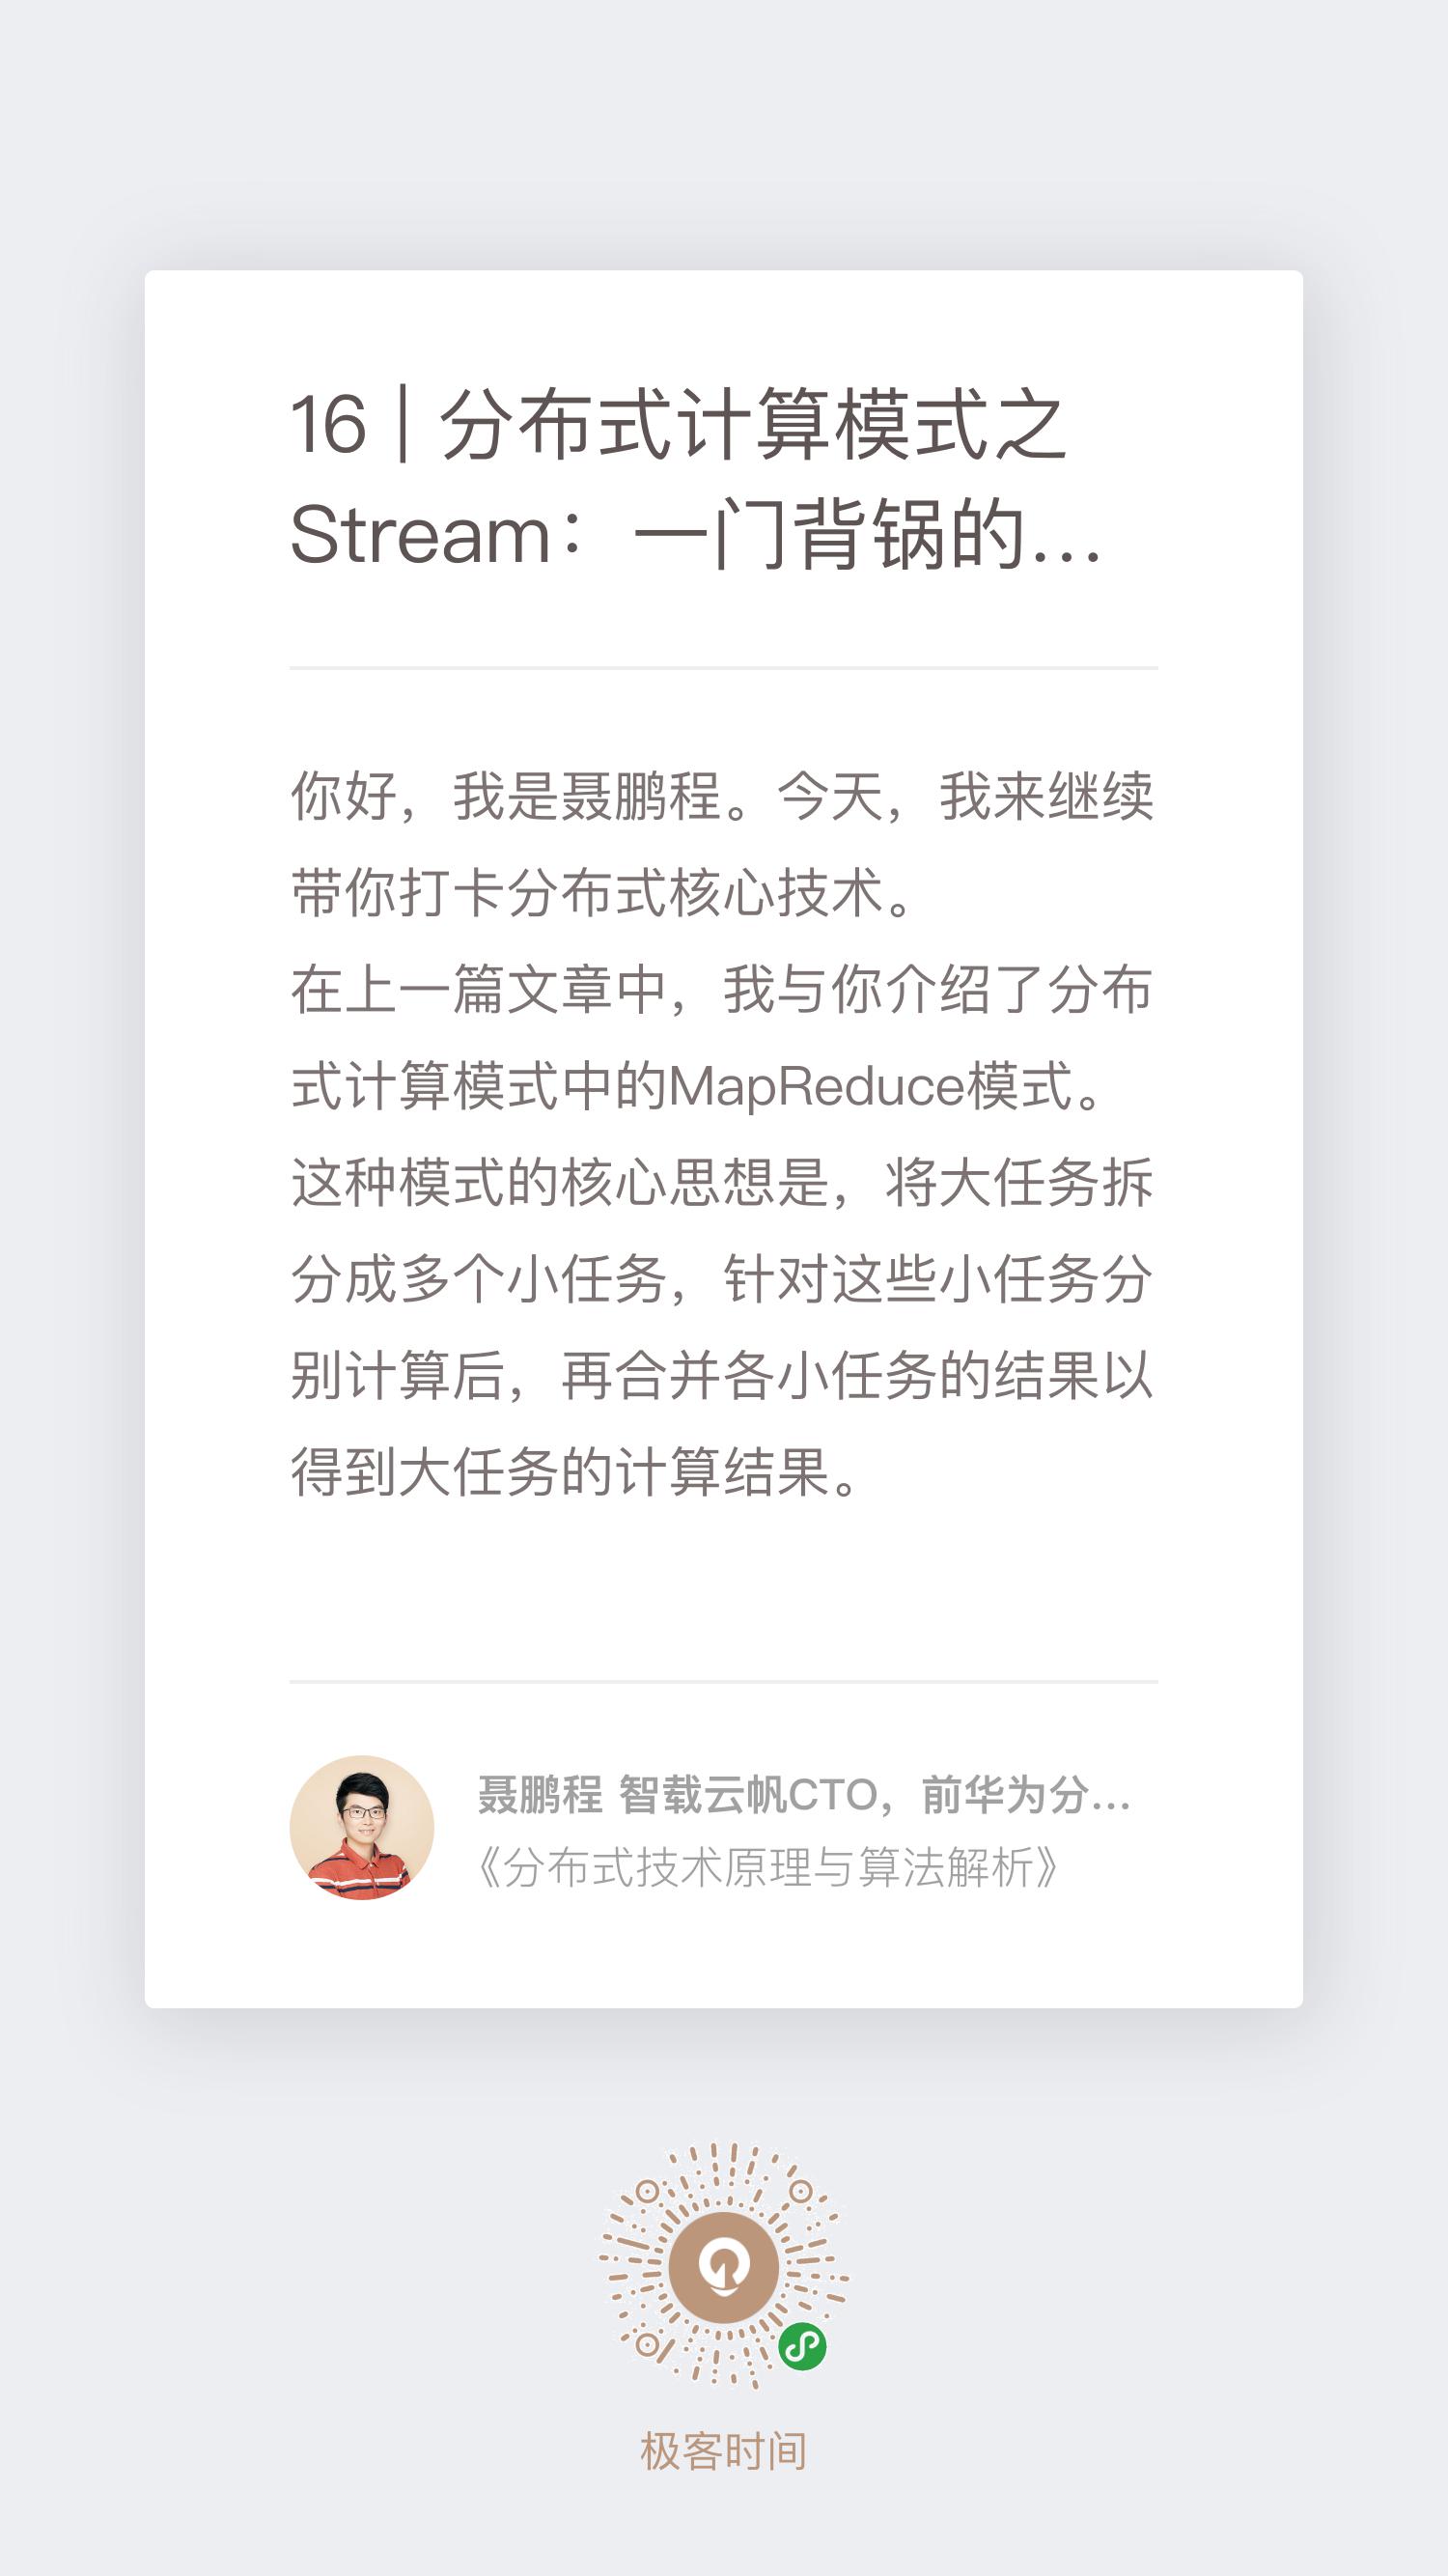 16 | 分布式计算模式之
Stream：一门背锅的...
你好，我是聂鹏程。今天，我来继续
带你打卡分布式核心技术。
在上一篇文章中，我与你介绍了分布
式计算模式中的MapReduce模式。
这种模式的核心思想是，将大任务拆
分成多个小任务，针对这些小任务分
别计算后，再合并各小任务的结果以
得到大任务的计算结果。
聂鹏程 智载云帆CTO，前华为分...
《分布式技术原理与算法解析》
极客时间